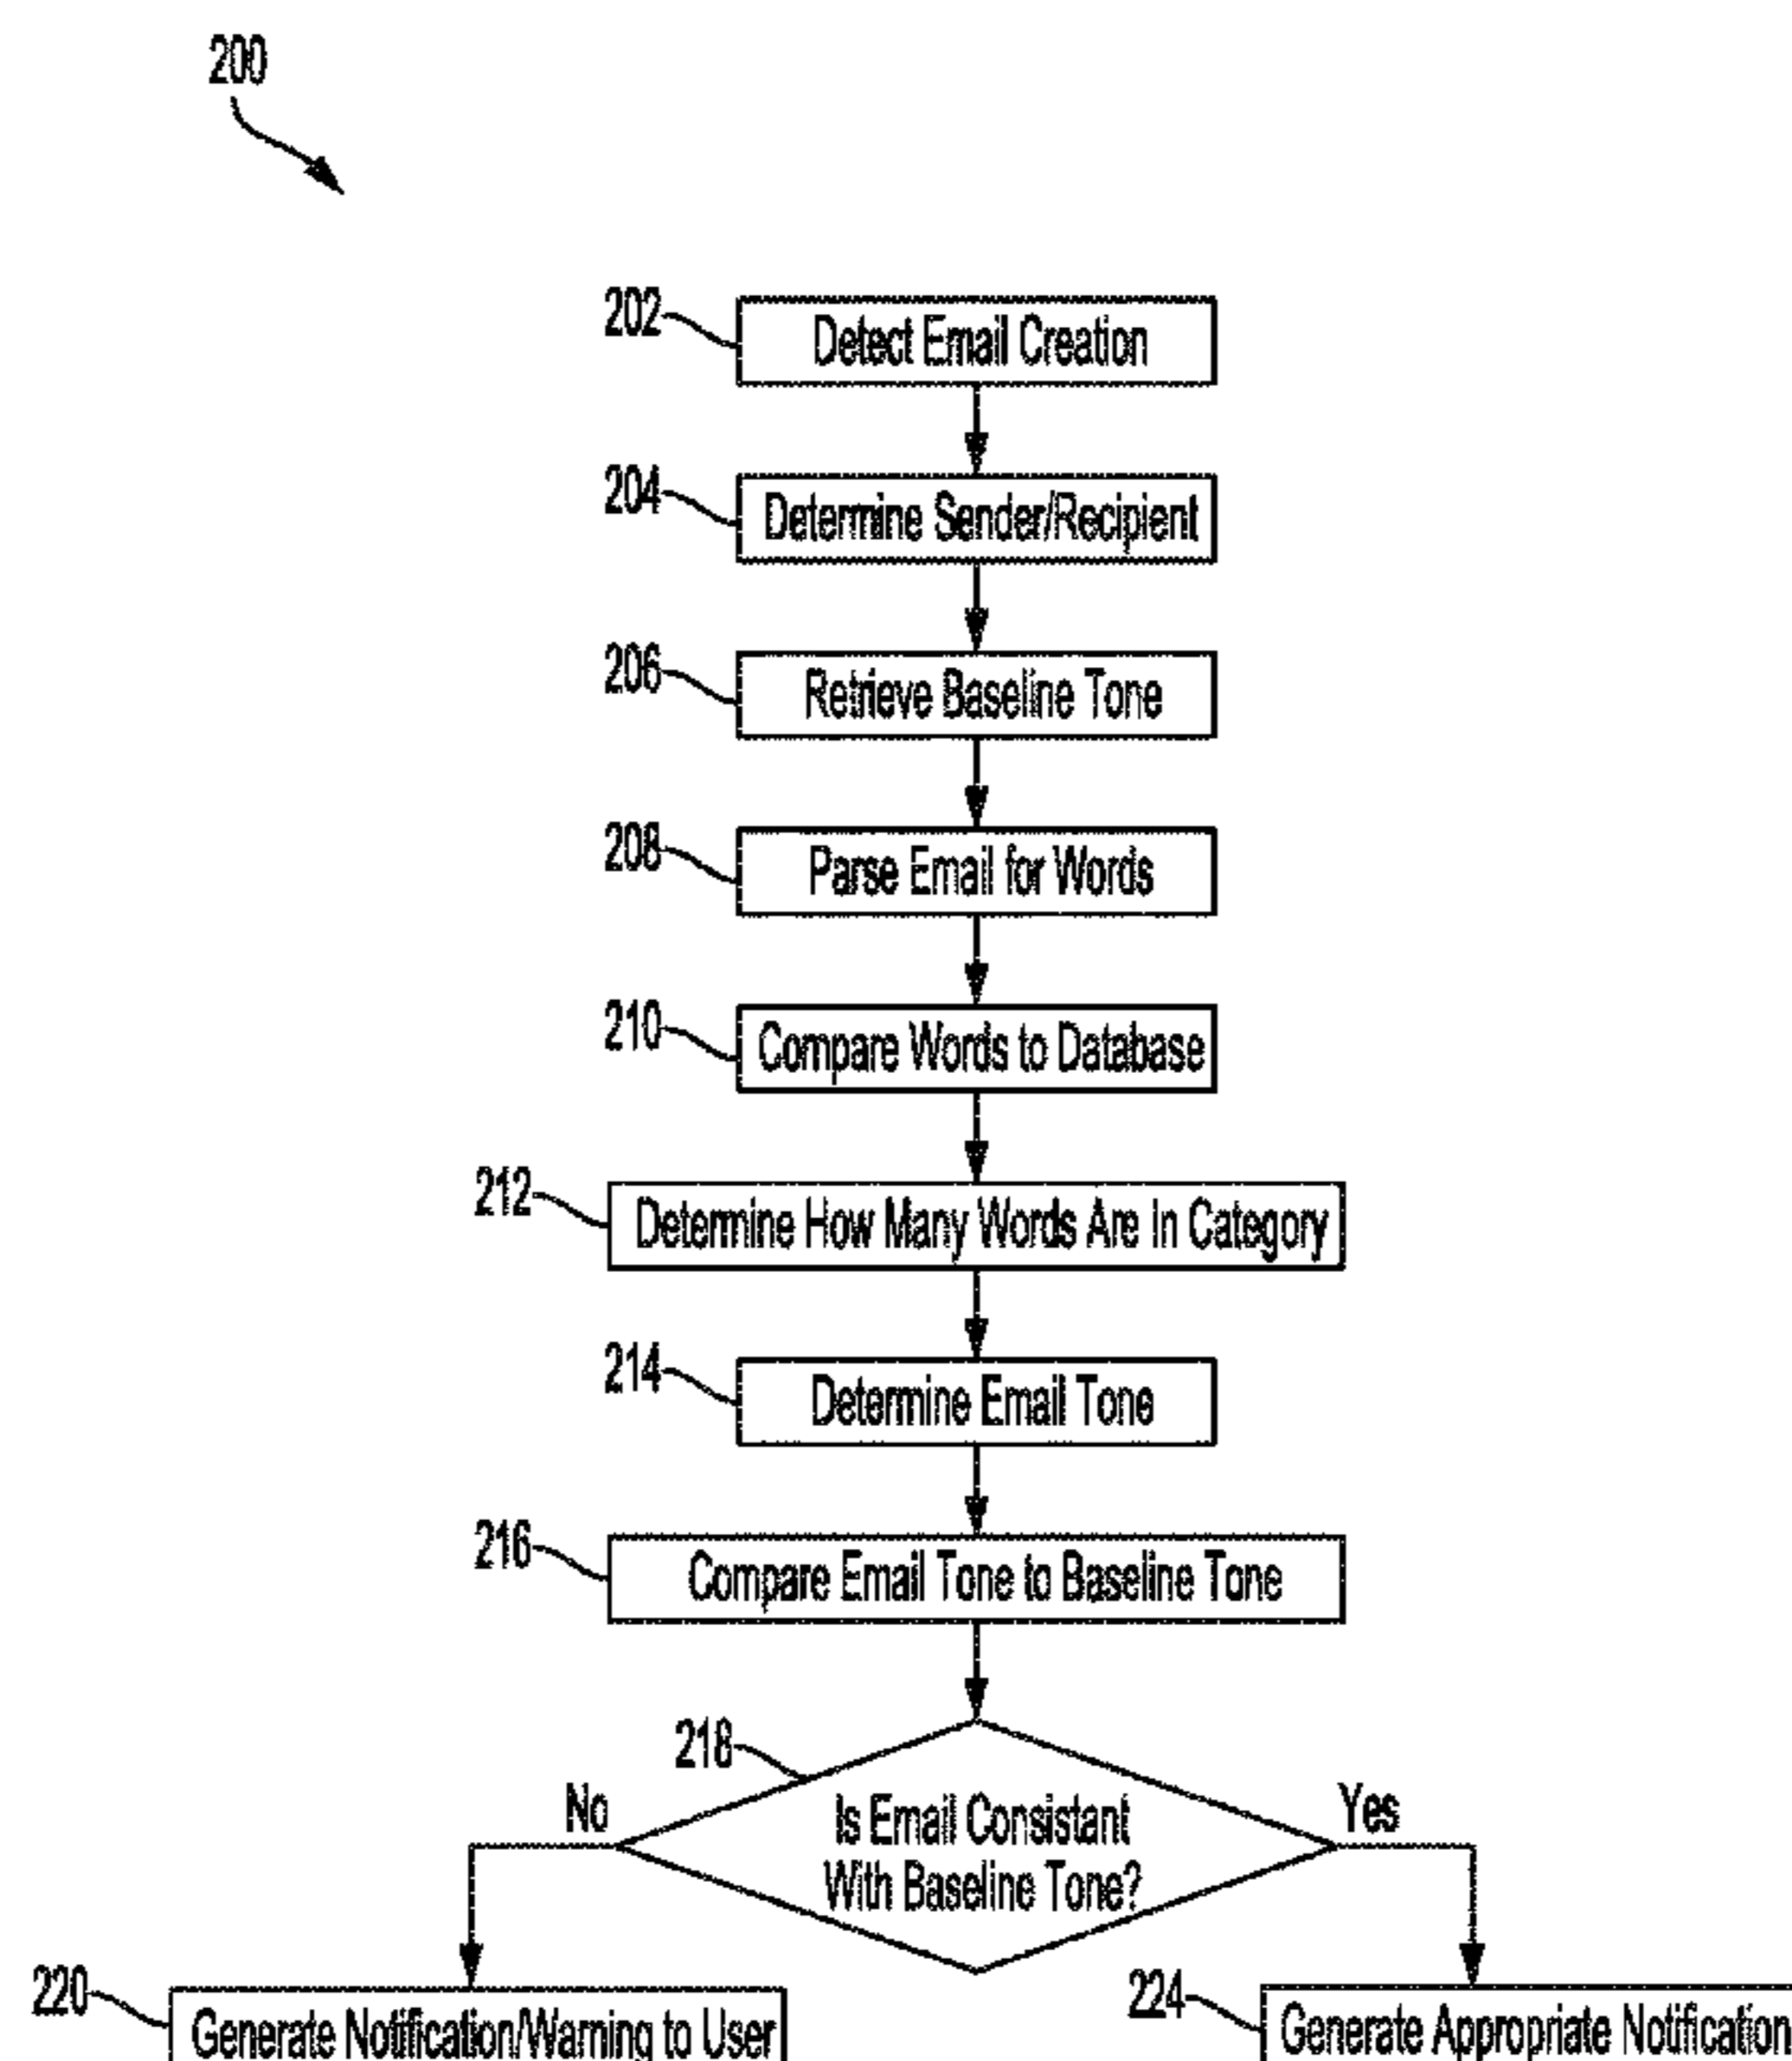 200
202
Detect Email Creation
204
Determine Sender/Recipient
206
Retrieve Baseline Tone
208
Parse Email for Words
210
Compare Words to Database
212
Determine How Many Words Are In Category
214
Determine Email Tone
216
Compare Email Tone to Baseline Tone
218
No
Is Email Consistant
With Baseline Tone?
Yes
220
Generate Notification/Warning to User
224
Generate Appropriate Notification